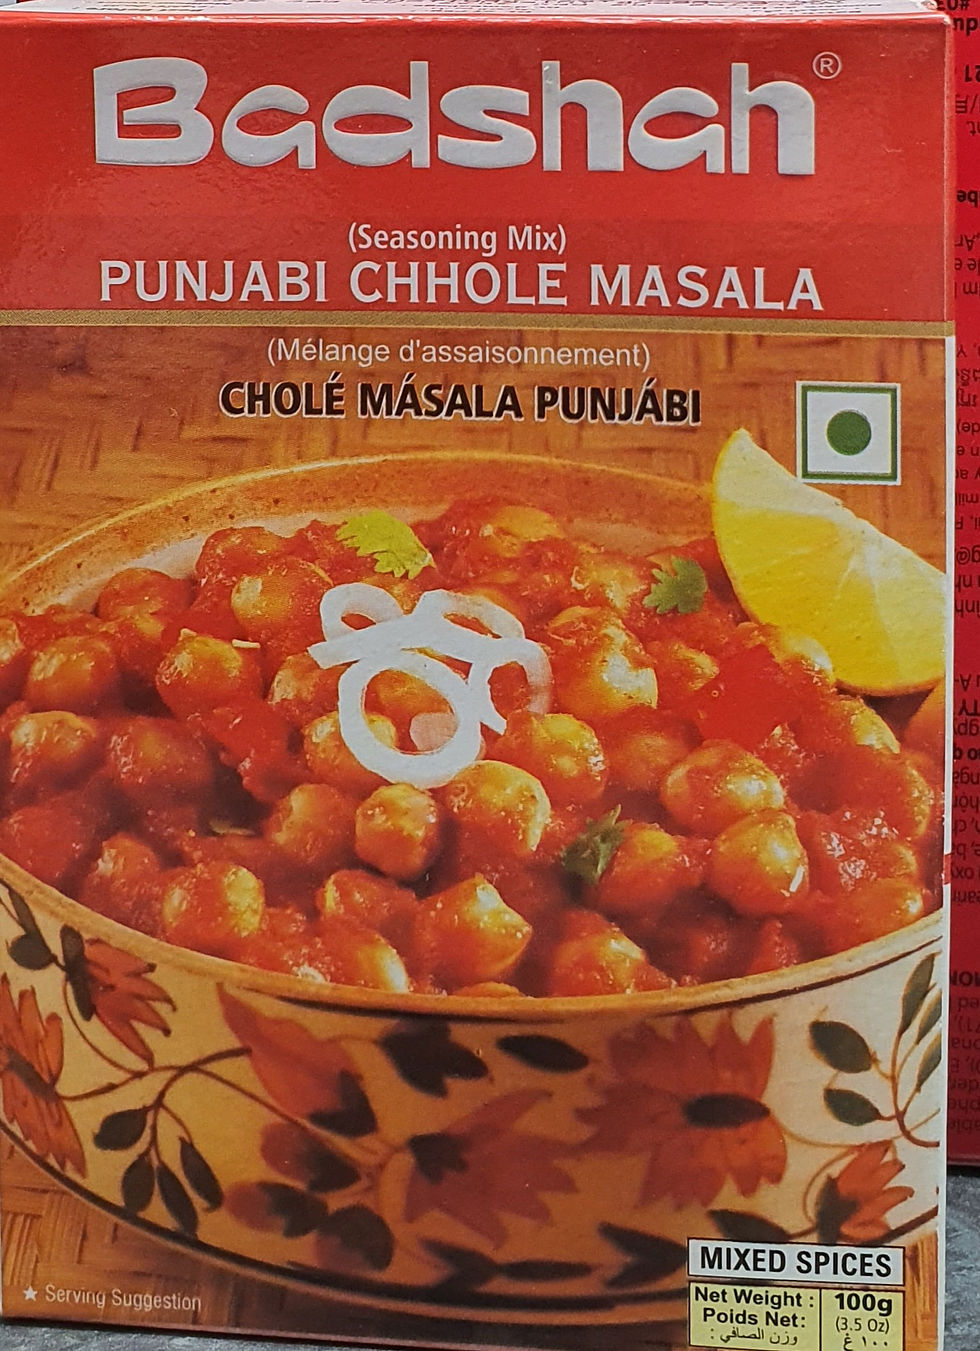 Badshah®
(Seasoning Mix)
PUNJABI CHHOLE MASALA
(Mélange d'assaisonnement)
CHOLÉ MÁSALA PUNJÁBI
MIXED SPICES
Net Weight : 100g
Poids Net: (3.5 Oz)
وزن الصافي : ١٠٠ غ
★ Serving Suggestion